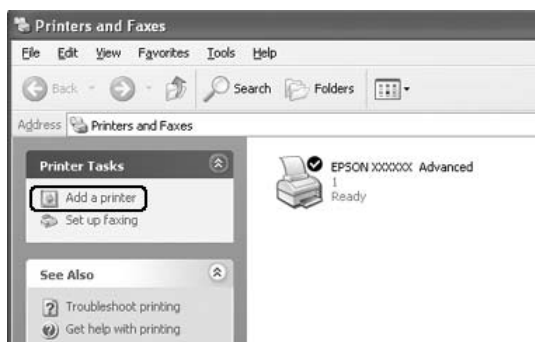 Printers and Faxes
File Edit View Favorites Tools Help
Back Search Folders
Address Printers and Faxes
Printer Tasks
Add a printer
Set up faxing
See Also
Troubleshoot printing
Get help with printing
EPSON XXXXXX Advanced
1
Ready